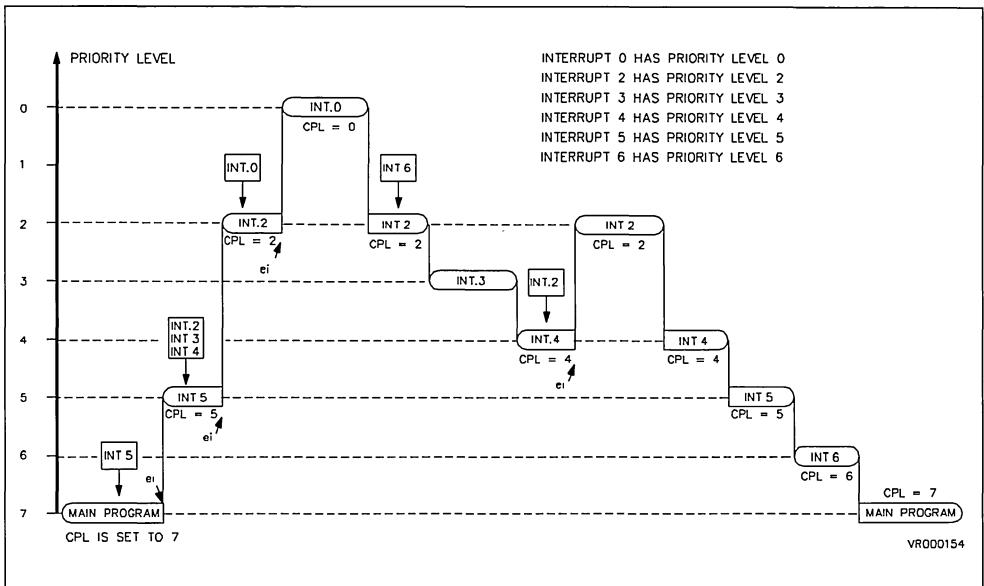 PRIORITY LEVEL
INTERRUPT 0 HAS PRIORITY LEVEL 0
INTERRUPT 2 HAS PRIORITY LEVEL 2
INTERRUPT 3 HAS PRIORITY LEVEL 3
INTERRUPT 4 HAS PRIORITY LEVEL 4
INTERRUPT 5 HAS PRIORITY LEVEL 5
INTERRUPT 6 HAS PRIORITY LEVEL 6
0
INT.0
CPL = 0
1
INT.0
INT 6
2
INT.2
INT 2
INT 2
CPL = 2
CPL = 2
CPL = 2
ei
3
INT.3
INT.2
INT.2
INT 3
INT 4
4
INT.4
INT 4
CPL = 4
CPL = 4
ei
5
INT 5
INT 5
CPL = 5
CPL = 5
ei
6
INT 5
INT 6
CPL = 6
ei
7
MAIN PROGRAM
CPL = 7
MAIN PROGRAM
CPL IS SET TO 7
VR000154